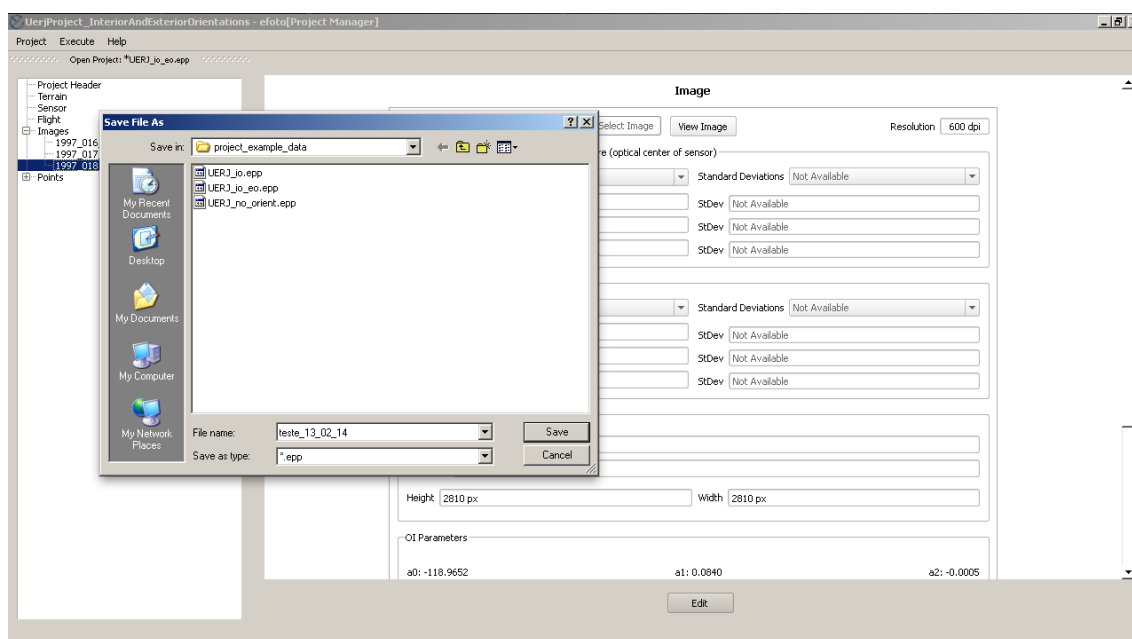 UerjProject_InteriorAndExteriorOrientations - efoto[Project Manager]
Project Execute Help
Open Project: *UERJ_io_eo.epp
Project Header
Terrain
Sensor
Flight
Images
1997_016
1997_017
1997_018
Points
Save File As
Save in: project_example_data
UERJ_io.epp
UERJ_io_eo.epp
UERJ_no_orient.epp
My Recent
Documents
Desktop
My Documents
My Computer
My Network
Places
File name: teste_13_02_14 Save
Save as type: *.epp Cancel
Image
Select Image View Image Resolution 600 dpi
(optical center of sensor)
Standard Deviations Not Available
StDev Not Available
StDev Not Available
StDev Not Available
Standard Deviations Not Available
StDev Not Available
StDev Not Available
StDev Not Available
Height 2810 px Width 2810 px
OI Parameters
a0: -118.9652 a1: 0.0840 a2: -0.0005
Edit